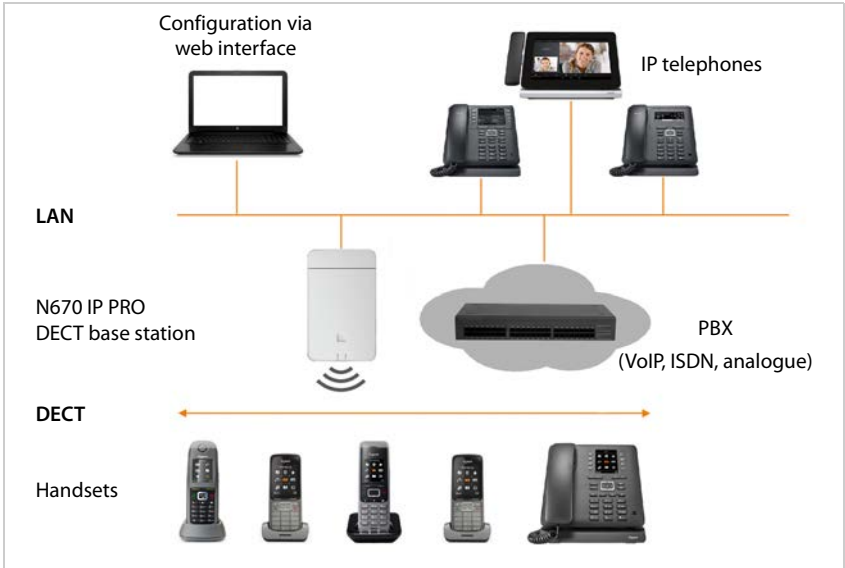 Configuration via
web interface
IP telephones
LAN
N670 IP PRO
DECT base station
PBX
(VoIP, ISDN, analogue)
DECT
Handsets